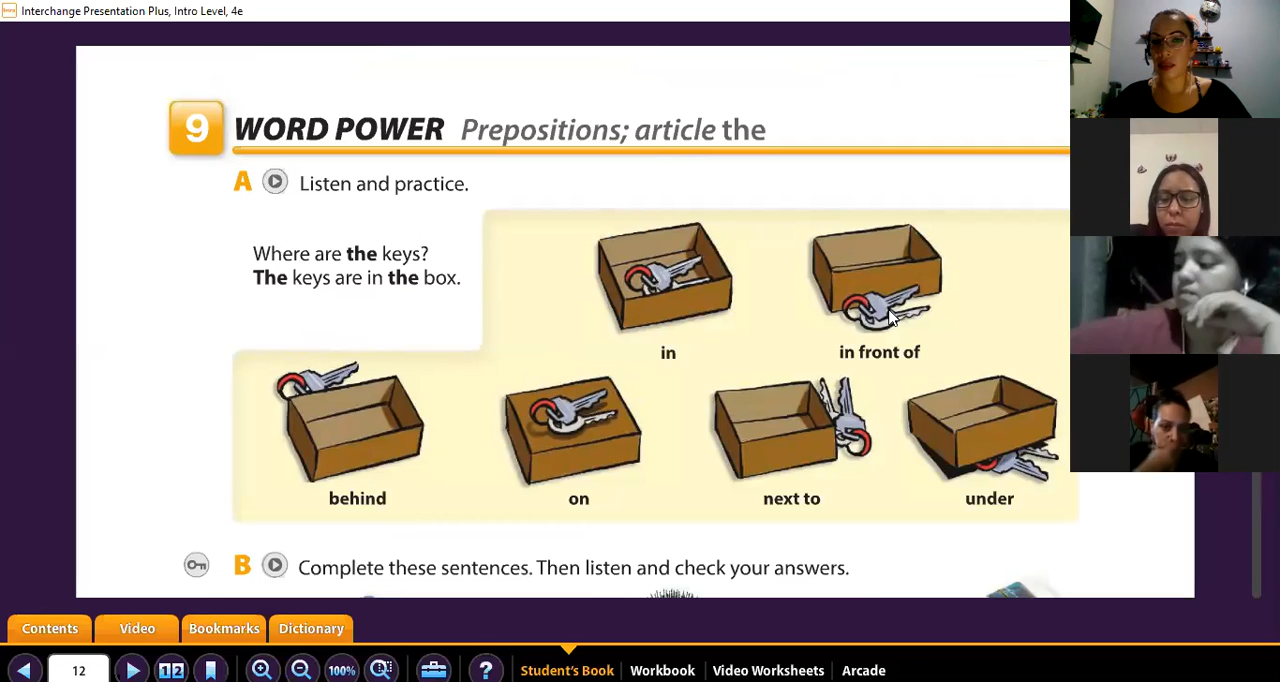 Interchange Presentation Plus, Intro Level, 4e
9 WORD POWER Prepositions; article the
A Listen and practice.
Where are the keys?
The keys are in the box.
in
in front of
behind
on
next to
under
B Complete these sentences. Then listen and check your answers.
Contents Video Bookmarks Dictionary
12 1 2 100% ? Student's Book Workbook Video Worksheets Arcade